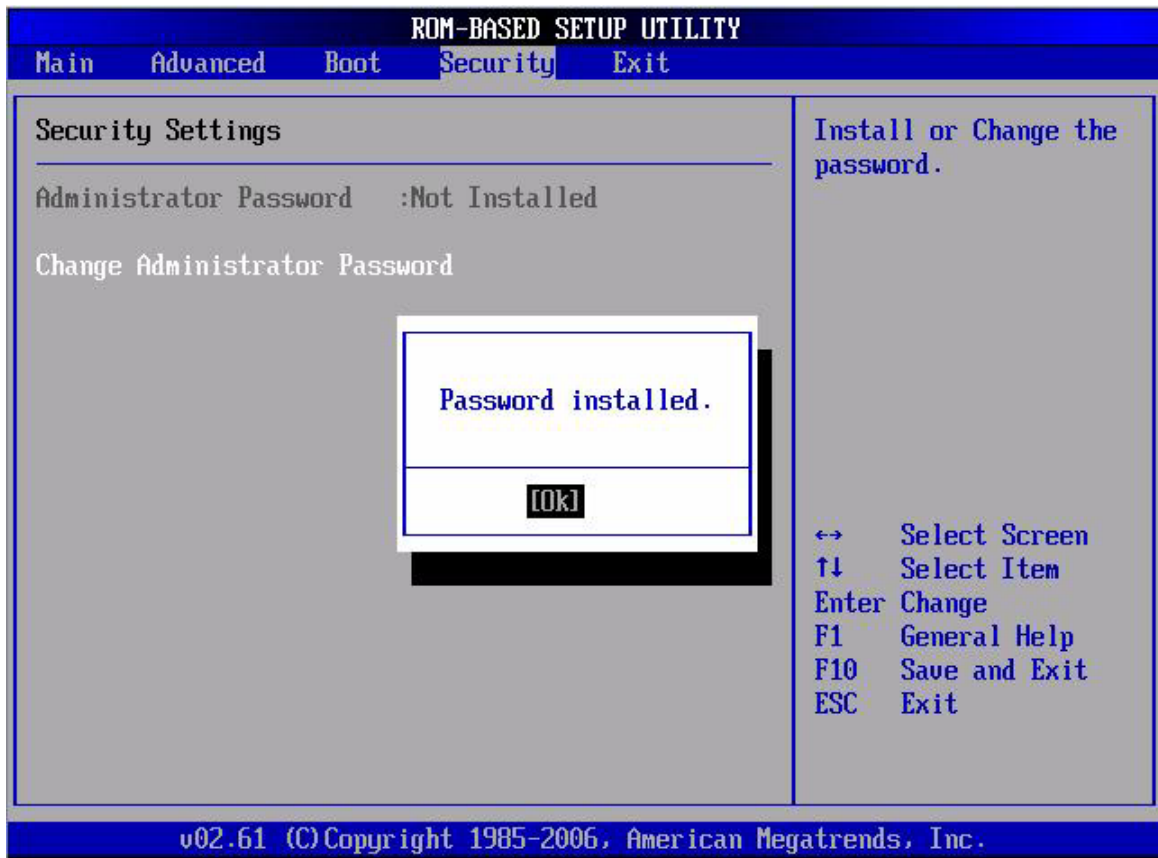 ROM-BASED SETUP UTILITY
Main Advanced Boot Security Exit
Security Settings
Administrator Password :Not Installed
Change Administrator Password
Password installed.
[Ok]
Install or Change the
password.
↔ Select Screen
↑↓ Select Item
Enter Change
F1 General Help
F10 Save and Exit
ESC Exit
v02.61 (C)Copyright 1985-2006, American Megatrends, Inc.